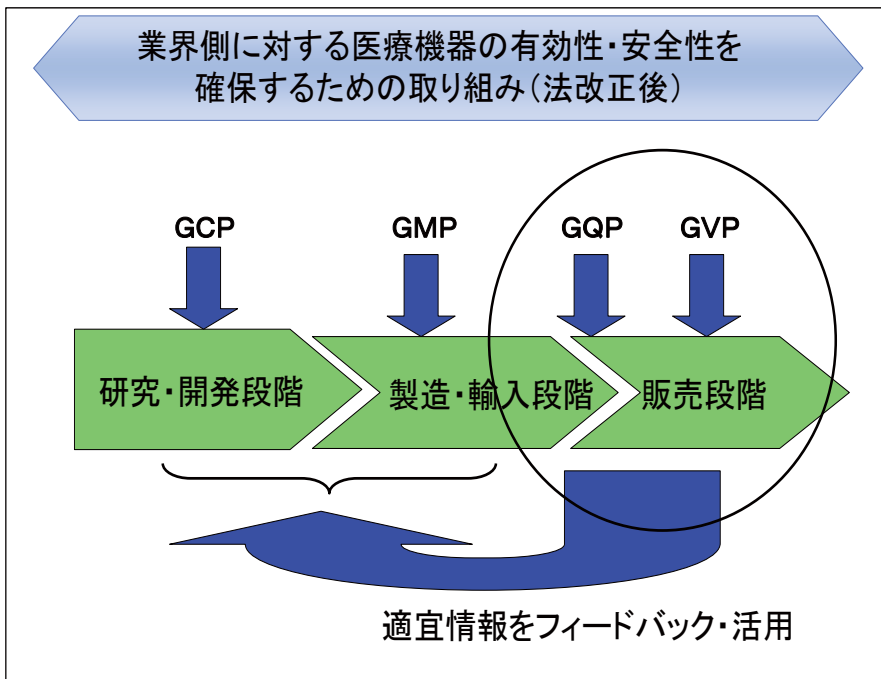 業界側に対する医療機器の有効性・安全性を
確保するための取り組み（法改正後）
GCP
GMP
GQP
GVP
研究・開発段階
製造・輸入段階
販売段階
適宜情報をフィードバック・活用